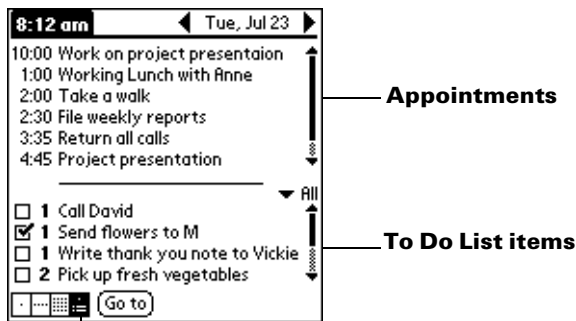 8:12 am Tue, Jul 23
10:00 Work on project presentaion
1:00 Working Lunch with Anne
2:00 Take a walk
2:30 File weekly reports
3:35 Return all calls
4:45 Project presentation
Appointments
All
1 Call David
1 Send flowers to M
1 Write thank you note to Vickie
2 Pick up fresh vegetables
To Do List items
Go to